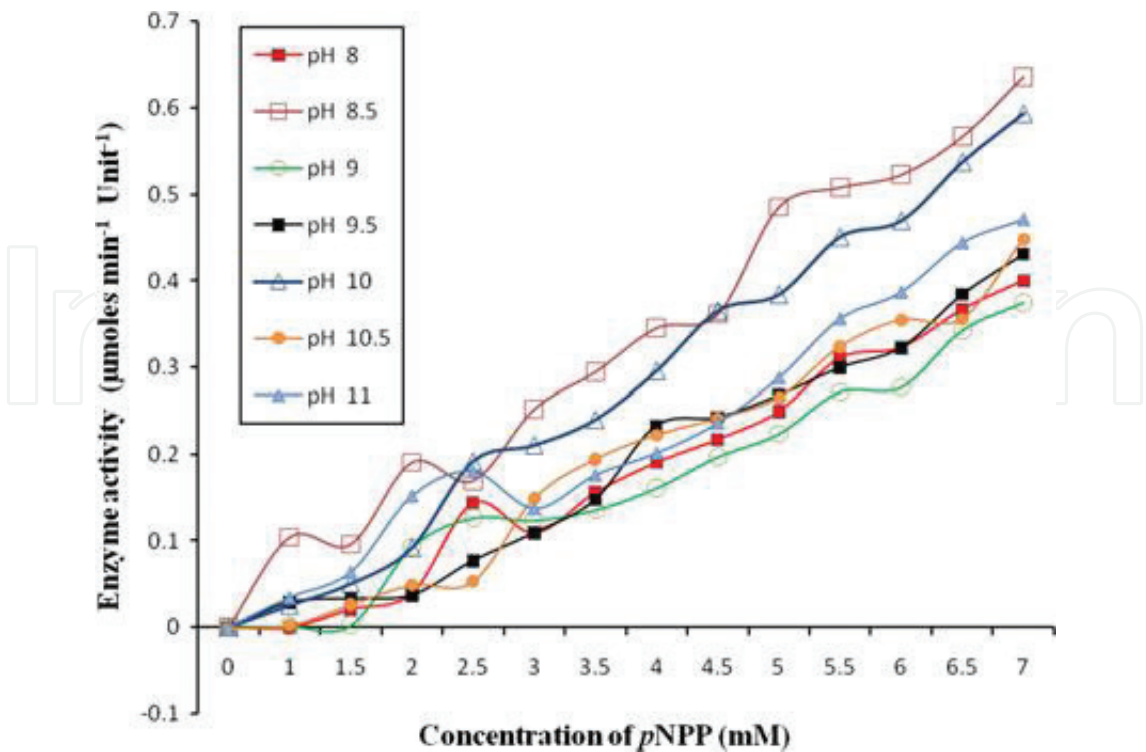 0.7
0.6
0.5
0.4
0.3
0.2
0.1
0
-0.1
Enzyme activity (µmoles min⁻¹ Unit⁻¹)
pH 8
pH 8.5
pH 9
pH 9.5
pH 10
pH 10.5
pH 11
0 1 1.5 2 2.5 3 3.5 4 4.5 5 5.5 6 6.5 7
Concentration of pNPP (mM)